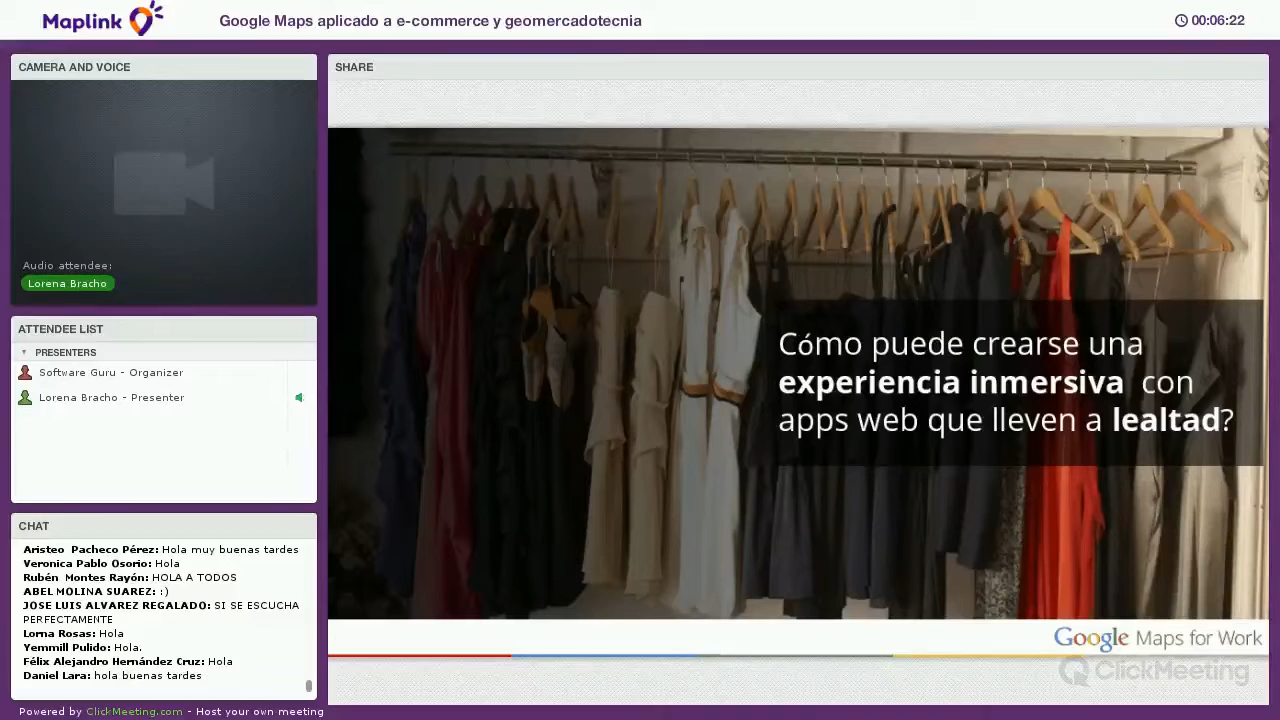 Maplink
Google Maps aplicado a e-commerce y geomercadotecnia
00:06:22
CAMERA AND VOICE
Audio attendee:
Lorena Bracho
ATTENDEE LIST
PRESENTERS
Software Guru - Organizer
Lorena Bracho - Presenter
CHAT
Aristeo Pacheco Pérez: Hola muy buenas tardes
Veronica Pablo Osorio: Hola
Rubén Montes Rayón: HOLA A TODOS
ABEL MOLINA SUAREZ: :)
JOSE LUIS ALVAREZ REGALADO: SI SE ESCUCHA
PERFECTAMENTE
Lorna Rosas: Hola
Yemmill Pulido: Hola.
Félix Alejandro Hernández Cruz: Hola
Daniel Lara: hola buenas tardes
Powered by ClickMeeting.com - Host your own meeting
SHARE
Cómo puede crearse una
experiencia inmersiva con
apps web que lleven a lealtad?
Google Maps for Work
ClickMeeting